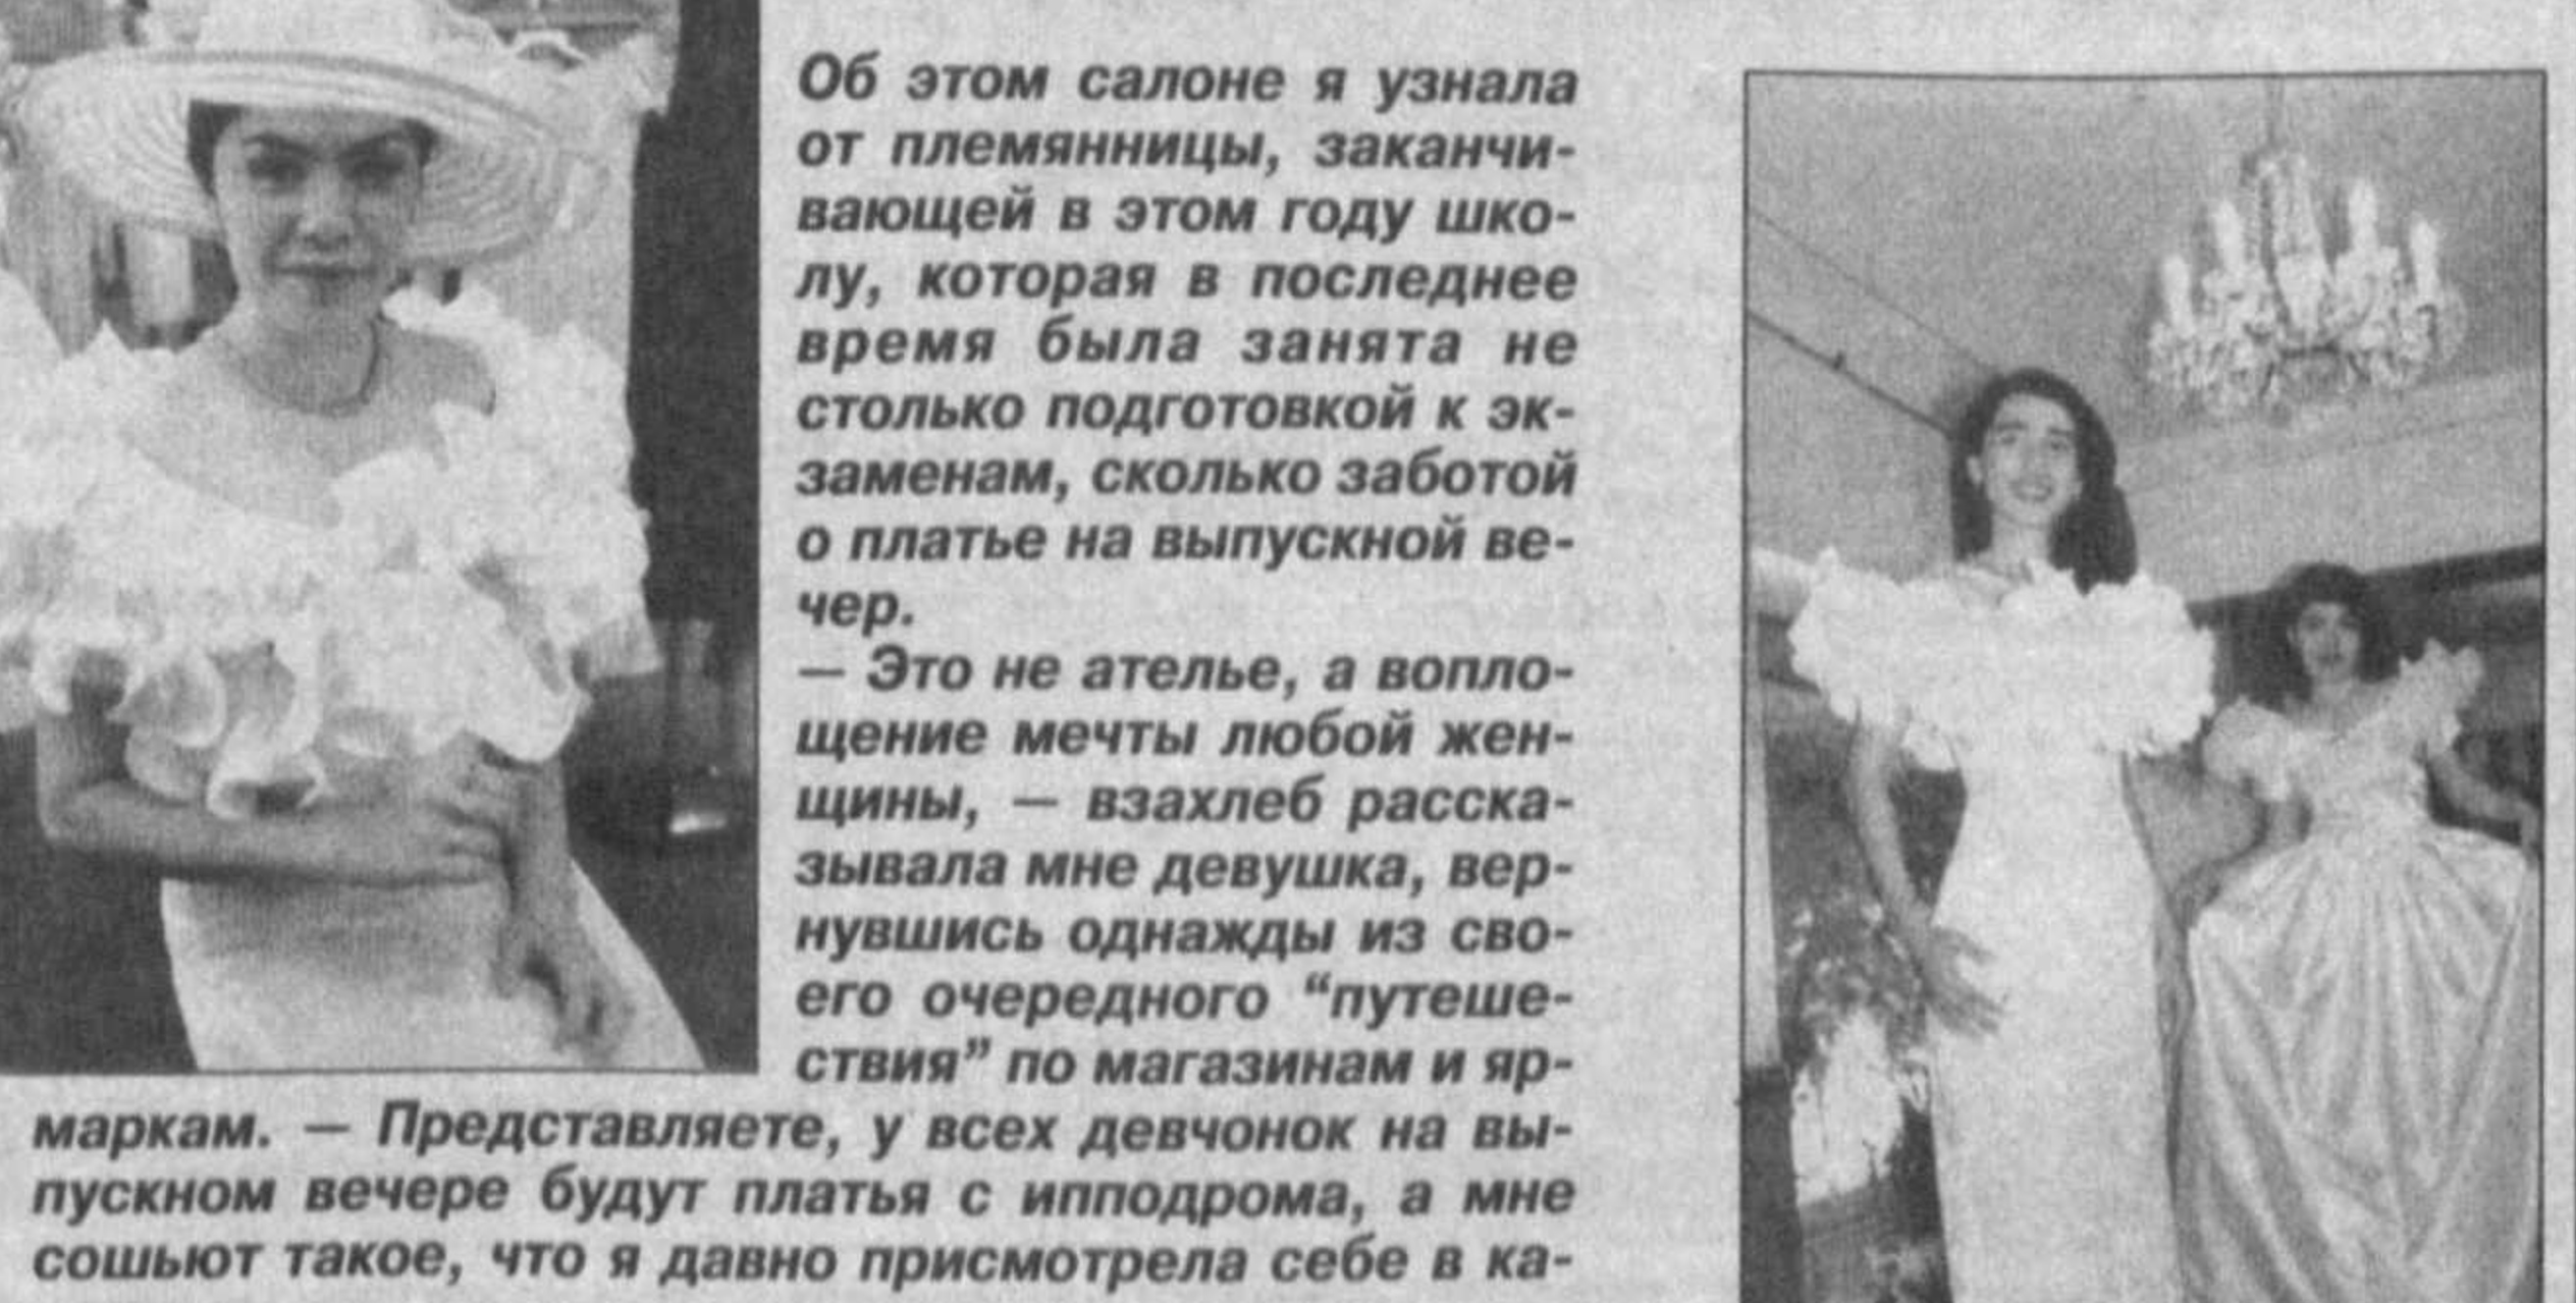 Об этом салоне я узнала
от племянницы, заканчи-
вающей в этом году шко-
лу, которая в последнее
время была занята не
столько подготовкой к эк-
заменам, сколько заботой
о платье на выпускной ве-
чер.
— Это не ателье, а вопло-
щение мечты любой жен-
щины, — взахлеб расска-
зывала мне девушка, вер-
нувшись однажды из сво-
его очередного “путеше-
ствия” по магазинам и яр-
маркам. — Представляете, у всех девчонок на вы-
пускном вечере будут платья с ипподрома, а мне
сошьют такое, что я давно присмотрела себе в ка-